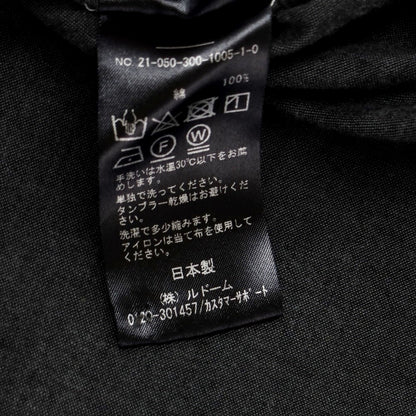 NC 21-050-300-1005-1-0
綿 100%
F W
手洗いは水温30℃以下をお薦
めします。
単独で洗ってください。
タンブラー乾燥はお避けくだ
さい。
洗濯で多少縮みます。
アイロンは当て布を使用して
ください。
日本製
(株) ルドーム
0120-301457/カスタマーサポート